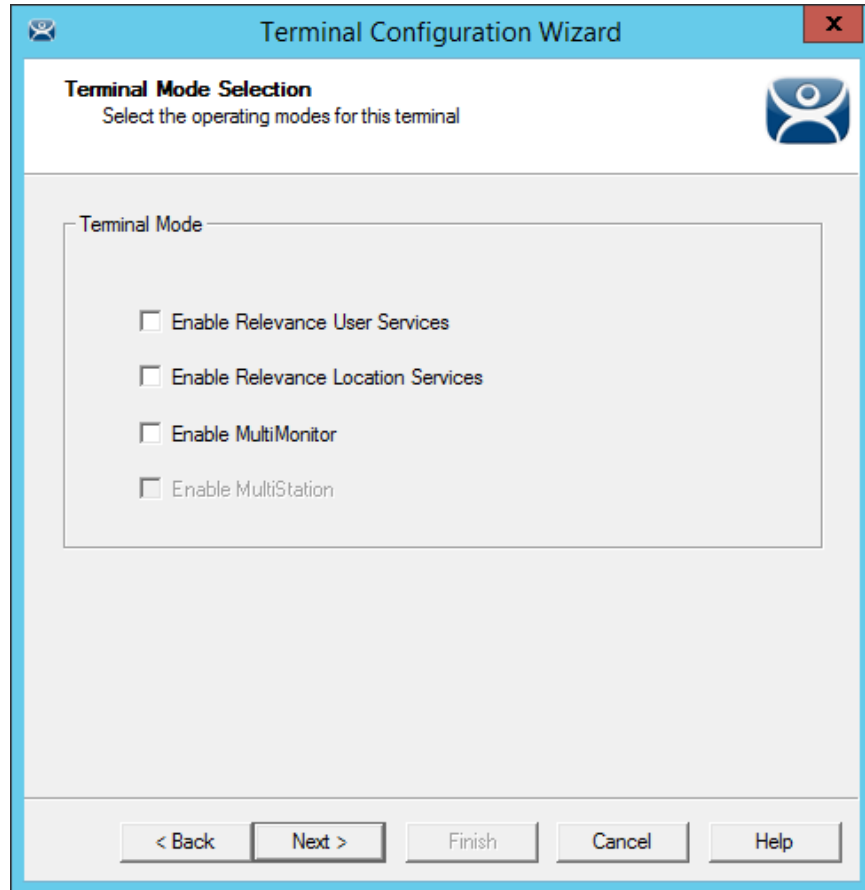 Terminal Configuration Wizard
x
Terminal Mode Selection
Select the operating modes for this terminal
Terminal Mode
Enable Relevance User Services
Enable Relevance Location Services
Enable MultiMonitor
Enable MultiStation
< Back Next > Finish Cancel Help